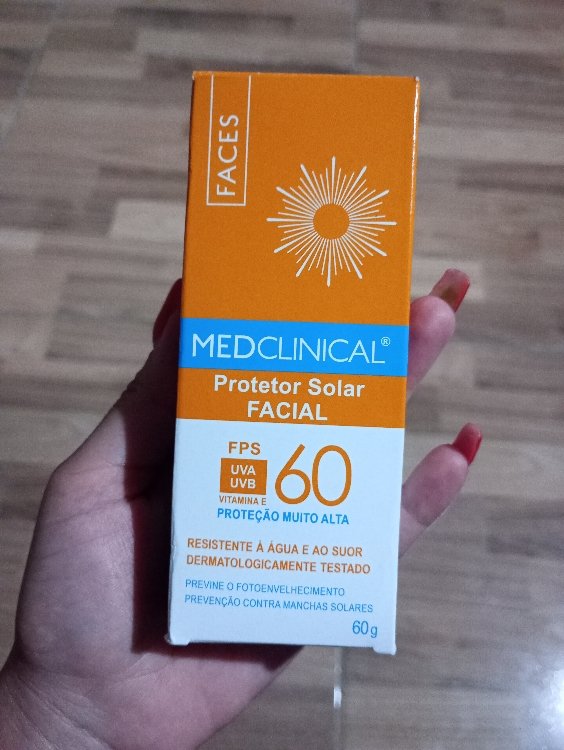 FACES
MEDCLINICAL®
Protetor Solar
FACIAL
FPS
UVA
UVB
60
VITAMINA E
PROTEÇÃO MUITO ALTA
RESISTENTE À ÁGUA E AO SUOR
DERMATOLOGICAMENTE TESTADO
PREVINE O FOTOENVELHECIMENTO
PREVENÇÃO CONTRA MANCHAS SOLARES
60g